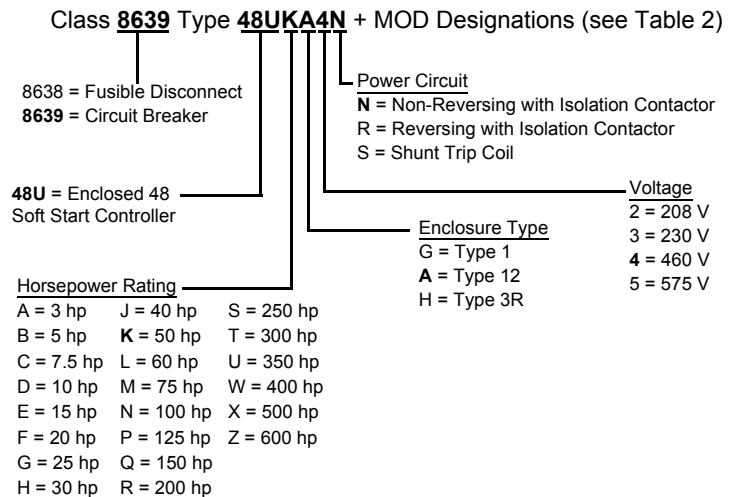 Class 8639 Type 48UKA4N + MOD Designations (see Table 2)
8638 = Fusible Disconnect
8639 = Circuit Breaker
Power Circuit
N = Non-Reversing with Isolation Contactor
R = Reversing with Isolation Contactor
S = Shunt Trip Coil
48U = Enclosed 48
Soft Start Controller
Voltage
2 = 208 V
3 = 230 V
4 = 460 V
5 = 575 V
Enclosure Type
G = Type 1
A = Type 12
H = Type 3R
Horsepower Rating
A = 3 hp J = 40 hp S = 250 hp
B = 5 hp K = 50 hp T = 300 hp
C = 7.5 hp L = 60 hp U = 350 hp
D = 10 hp M = 75 hp W = 400 hp
E = 15 hp N = 100 hp X = 500 hp
F = 20 hp P = 125 hp Z = 600 hp
G = 25 hp Q = 150 hp
H = 30 hp R = 200 hp